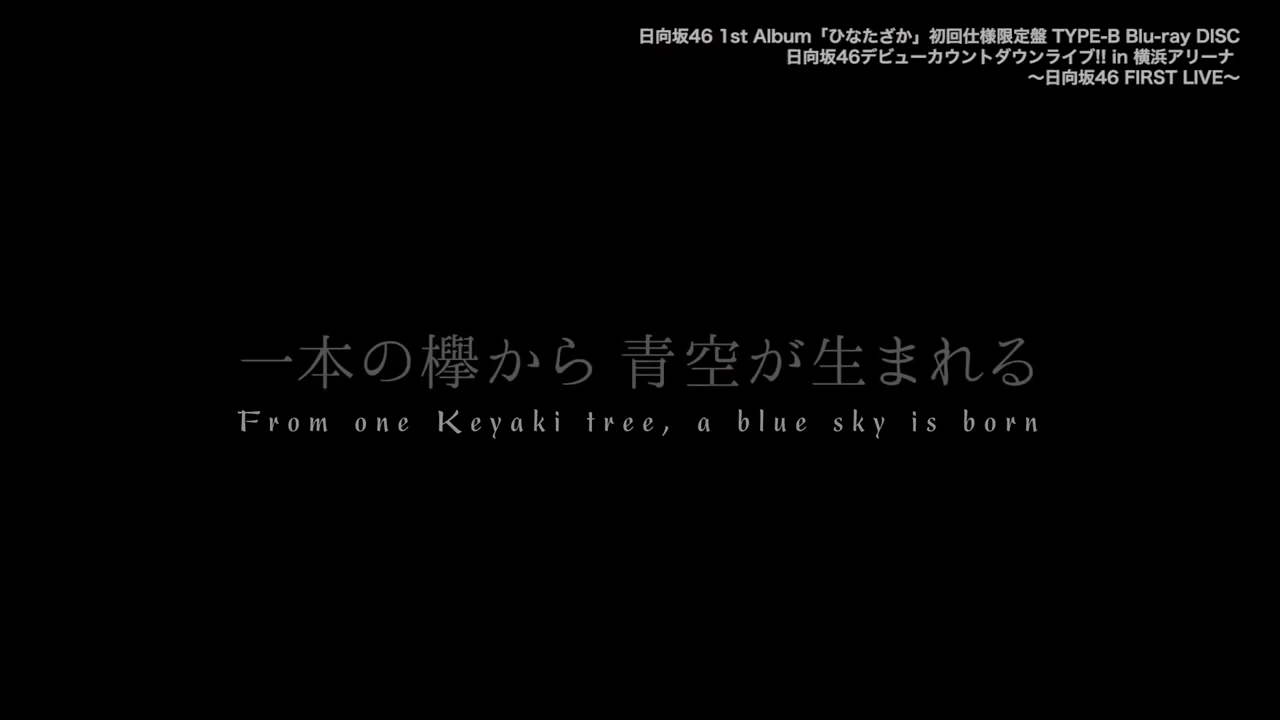 日向坂46 1st Album「ひなたざか」初回仕様限定盤 TYPE-B Blu-ray DISC
日向坂46デビューカウントダウンライブ!! in 横浜アリーナ
～日向坂46 FIRST LIVE～
一本の欅から 青空が生まれる
From one Keyaki tree, a blue sky is born